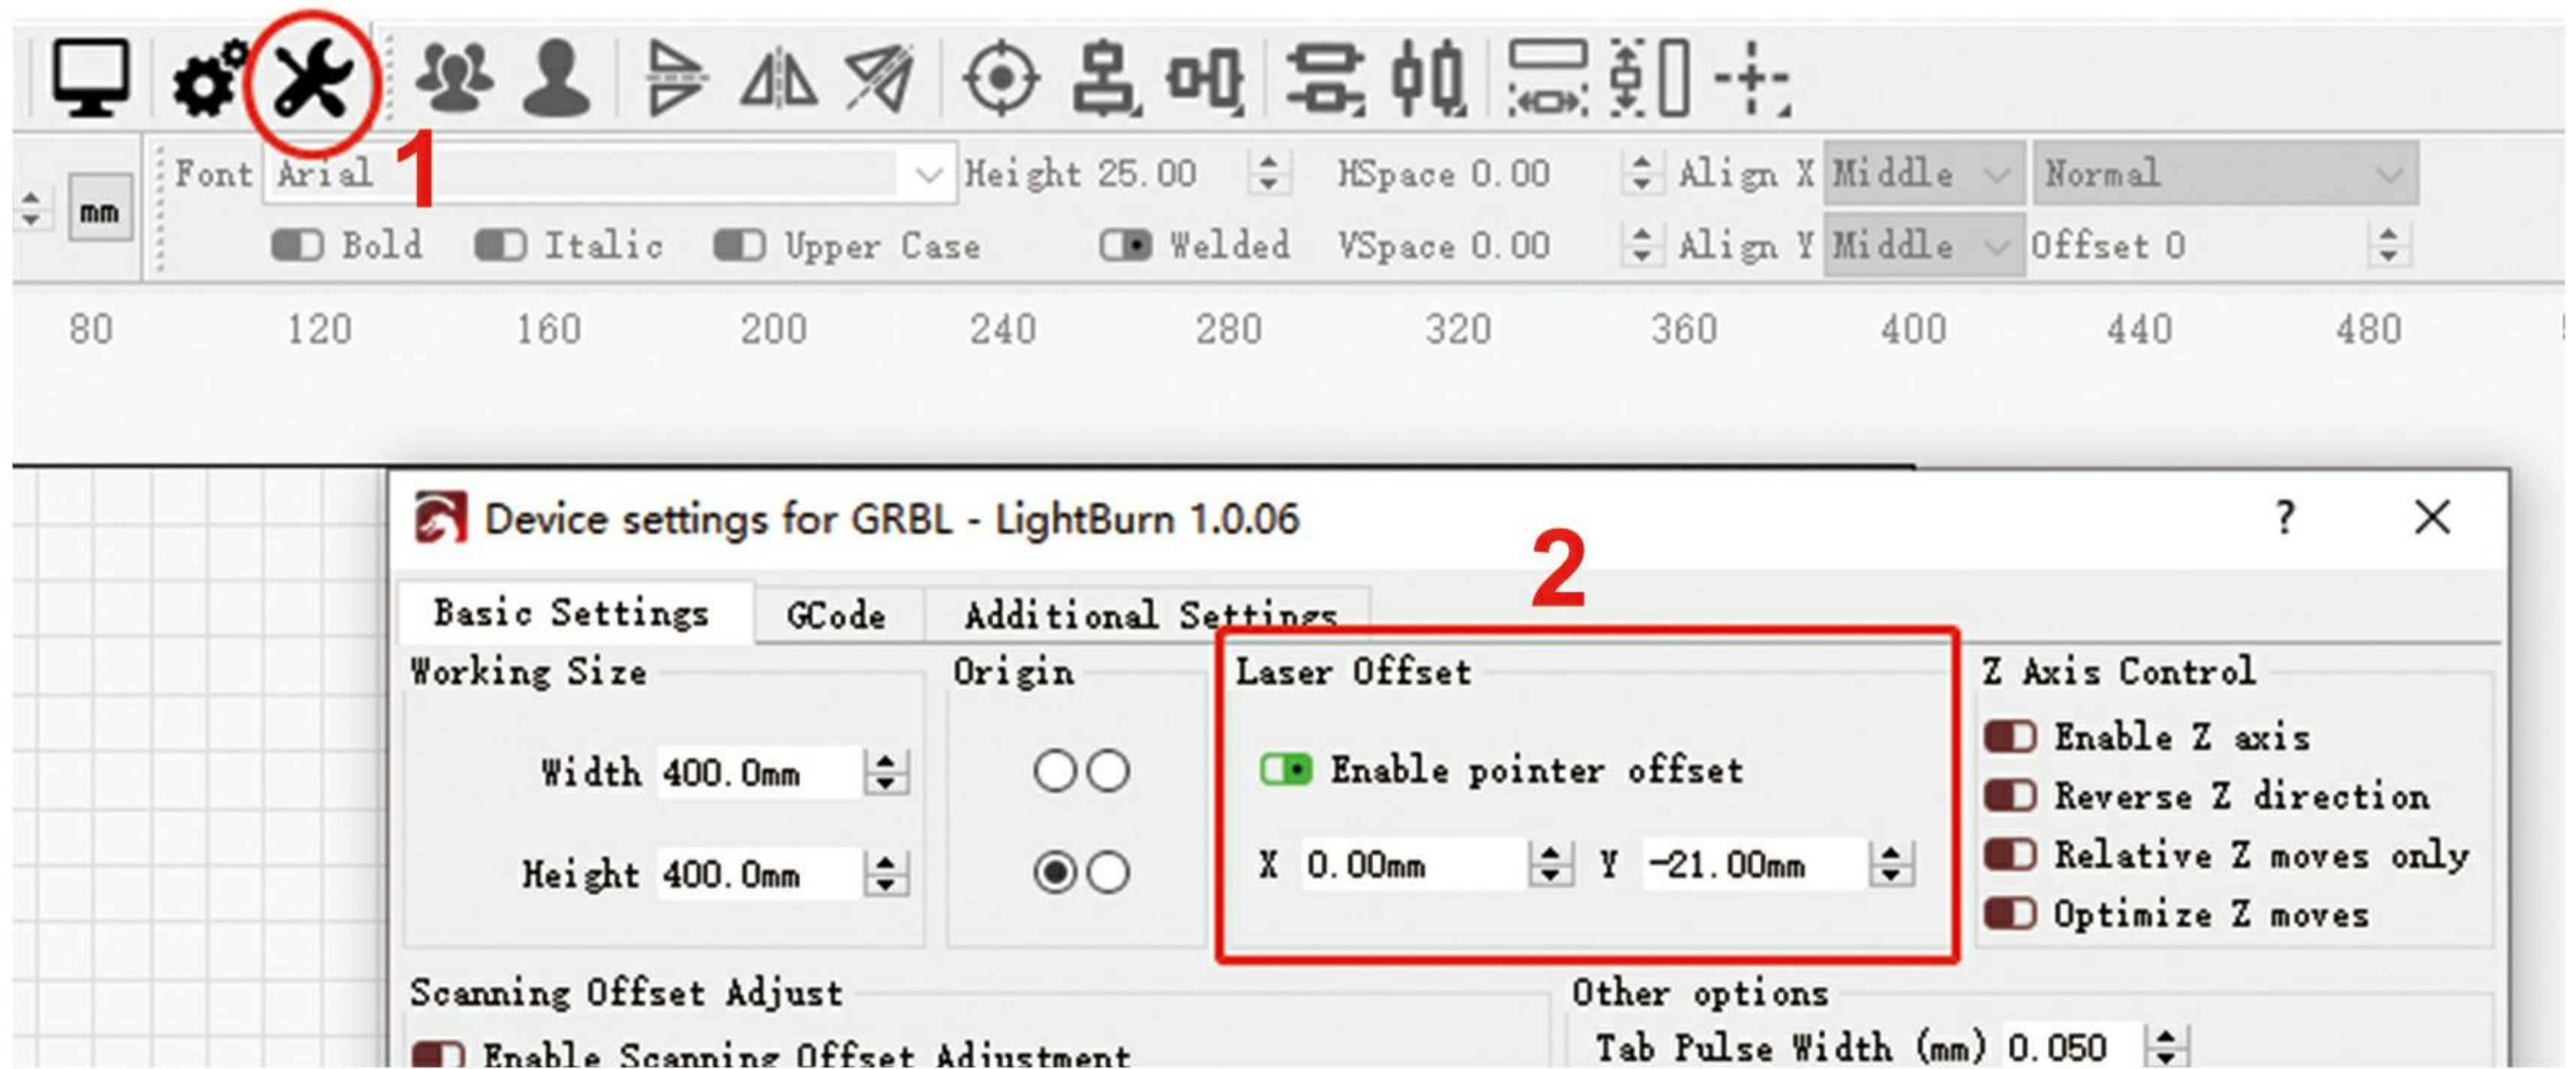 1
Font Arial Height 25.00 HSpace 0.00 Align X Middle Normal
mm
Bold Italic Upper Case Welded VSpace 0.00 Align Y Middle Offset 0
80 120 160 200 240 280 320 360 400 440 480
Device settings for GRBL - LightBurn 1.0.06 ?
2
Basic Settings GCode Additional Settings
Working Size Origin Laser Offset Z Axis Control
Enable Z axis
Width 400.0mm Enable pointer offset
Reverse Z direction
Height 400.0mm X 0.00mm Y -21.00mm
Relative Z moves only
Optimize Z moves
Scanning Offset Adjust Other options
Enable Scanning Offset Adjustment Tab Pulse Width (mm) 0.050